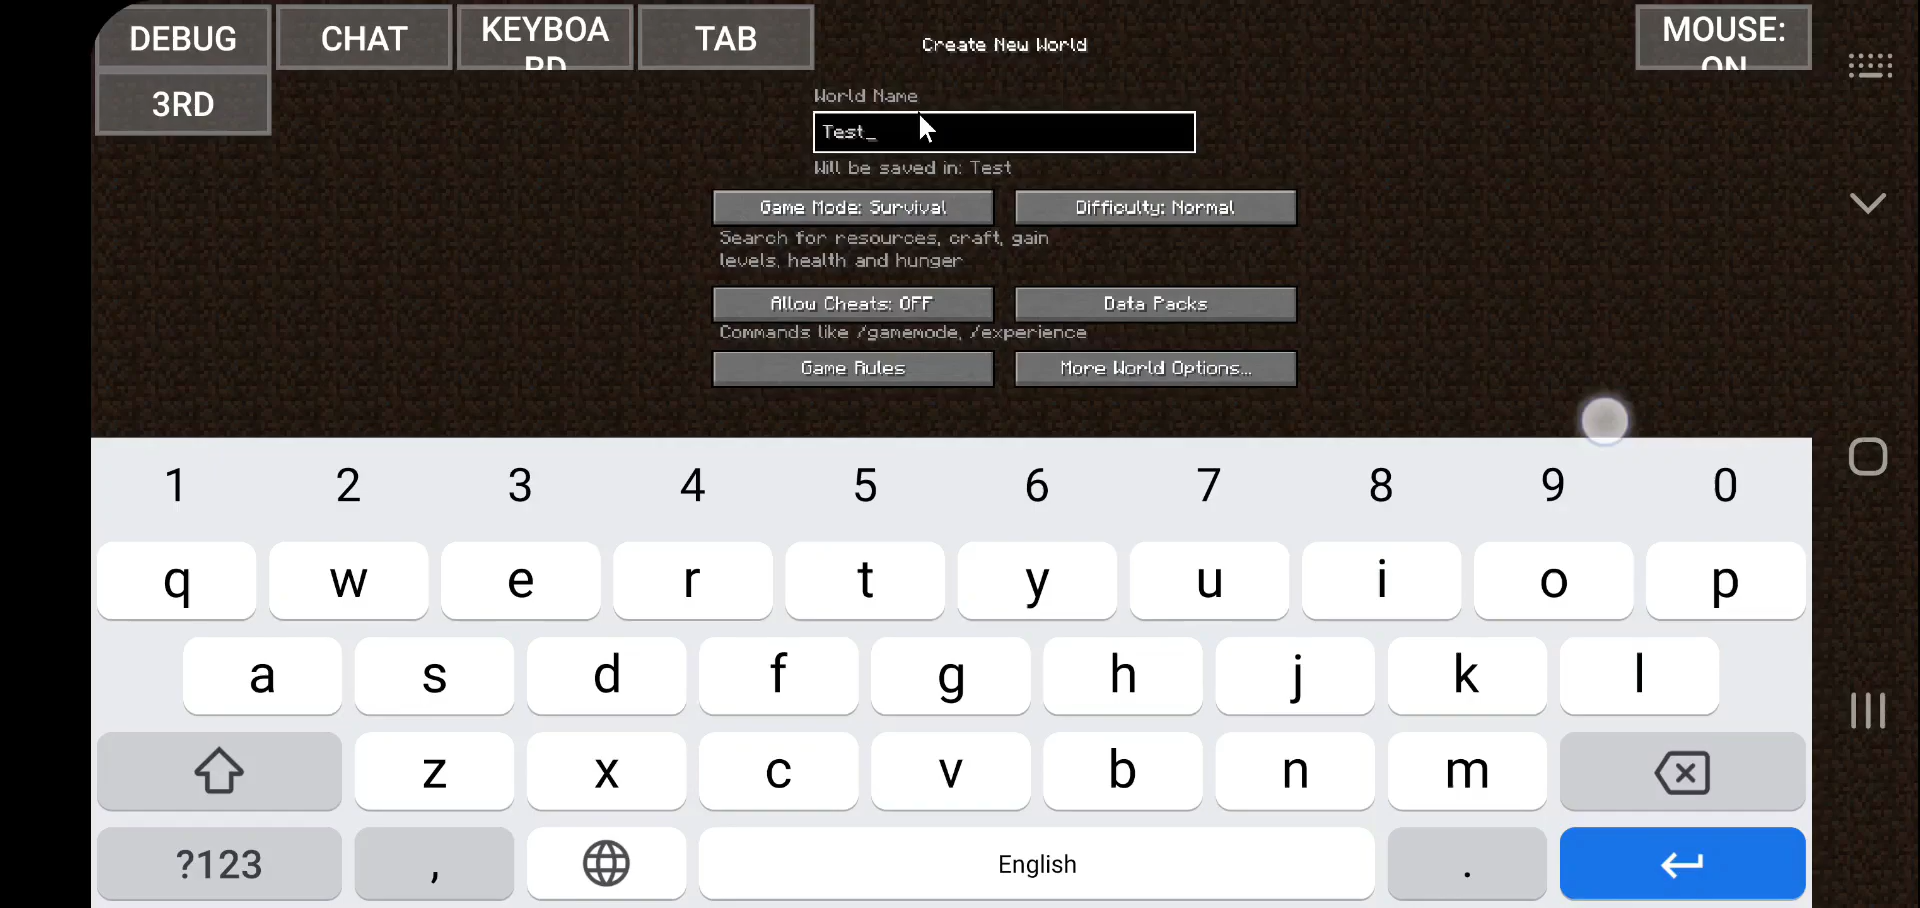 DEBUG CHAT KEYBOA
RD TAB Create New World MOUSE:
ON
3RD
World Name
Test_
Will be saved in: Test
Game Mode: Survival Difficulty: Normal
Search for resources, craft, gain
levels, health and hunger
Allow Cheats: OFF Data Packs
Commands like /gamemode, /experience
Game Rules More World Options...
1 2 3 4 5 6 7 8 9 0
q w e r t y u i o p
a s d f g h j k l
z x c v b n m
?123 , English .